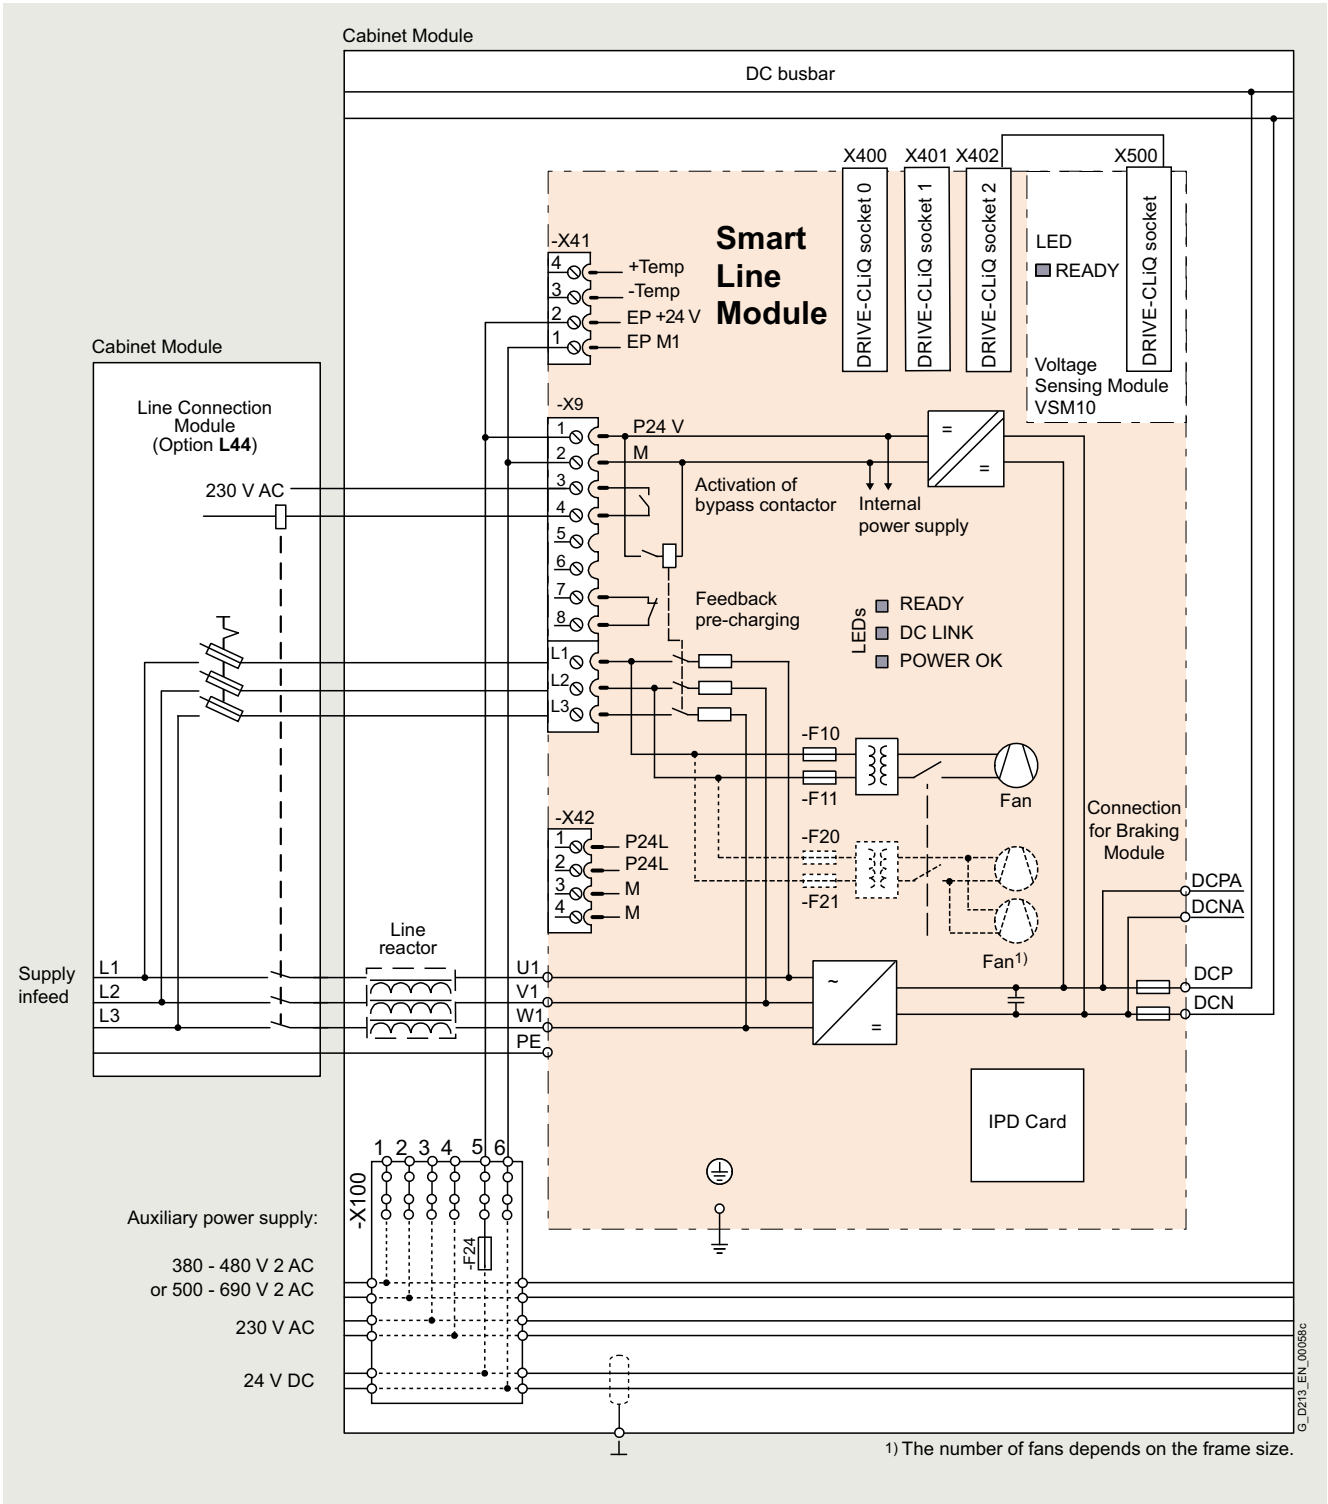 Cabinet Module
DC busbar
X400
X401
X402
X500
DRIVE-CLiQ socket 0
DRIVE-CLiQ socket 1
DRIVE-CLiQ socket 2
DRIVE-CLiQ socket
Smart
Line
Module
LED
READY
Voltage
Sensing Module
VSM10
-X41
4
+Temp
3
-Temp
2
EP +24 V
1
EP M1
Cabinet Module
Line Connection
Module
(Option L44)
230 V AC
-X9
1
P24 V
2
M
3
4
5
6
7
8
L1
L2
L3
=
=
Activation of
bypass contactor
Internal
power supply
Feedback
pre-charging
LEDs
READY
DC LINK
POWER OK
-F10
-F11
Fan
-F20
-F21
Fan1)
Connection
for Braking
Module
DCPA
DCNA
DCP
DCN
-X42
1
P24L
2
P24L
3
M
4
M
Line
reactor
Supply
infeed
L1
L2
L3
U1
V1
W1
PE
~
=
IPD Card
1 2 3 4 5 6
-X100
-F24
Auxiliary power supply:
380 - 480 V 2 AC
or 500 - 690 V 2 AC
230 V AC
24 V DC
G_D213_EN_00058c
1) The number of fans depends on the frame size.